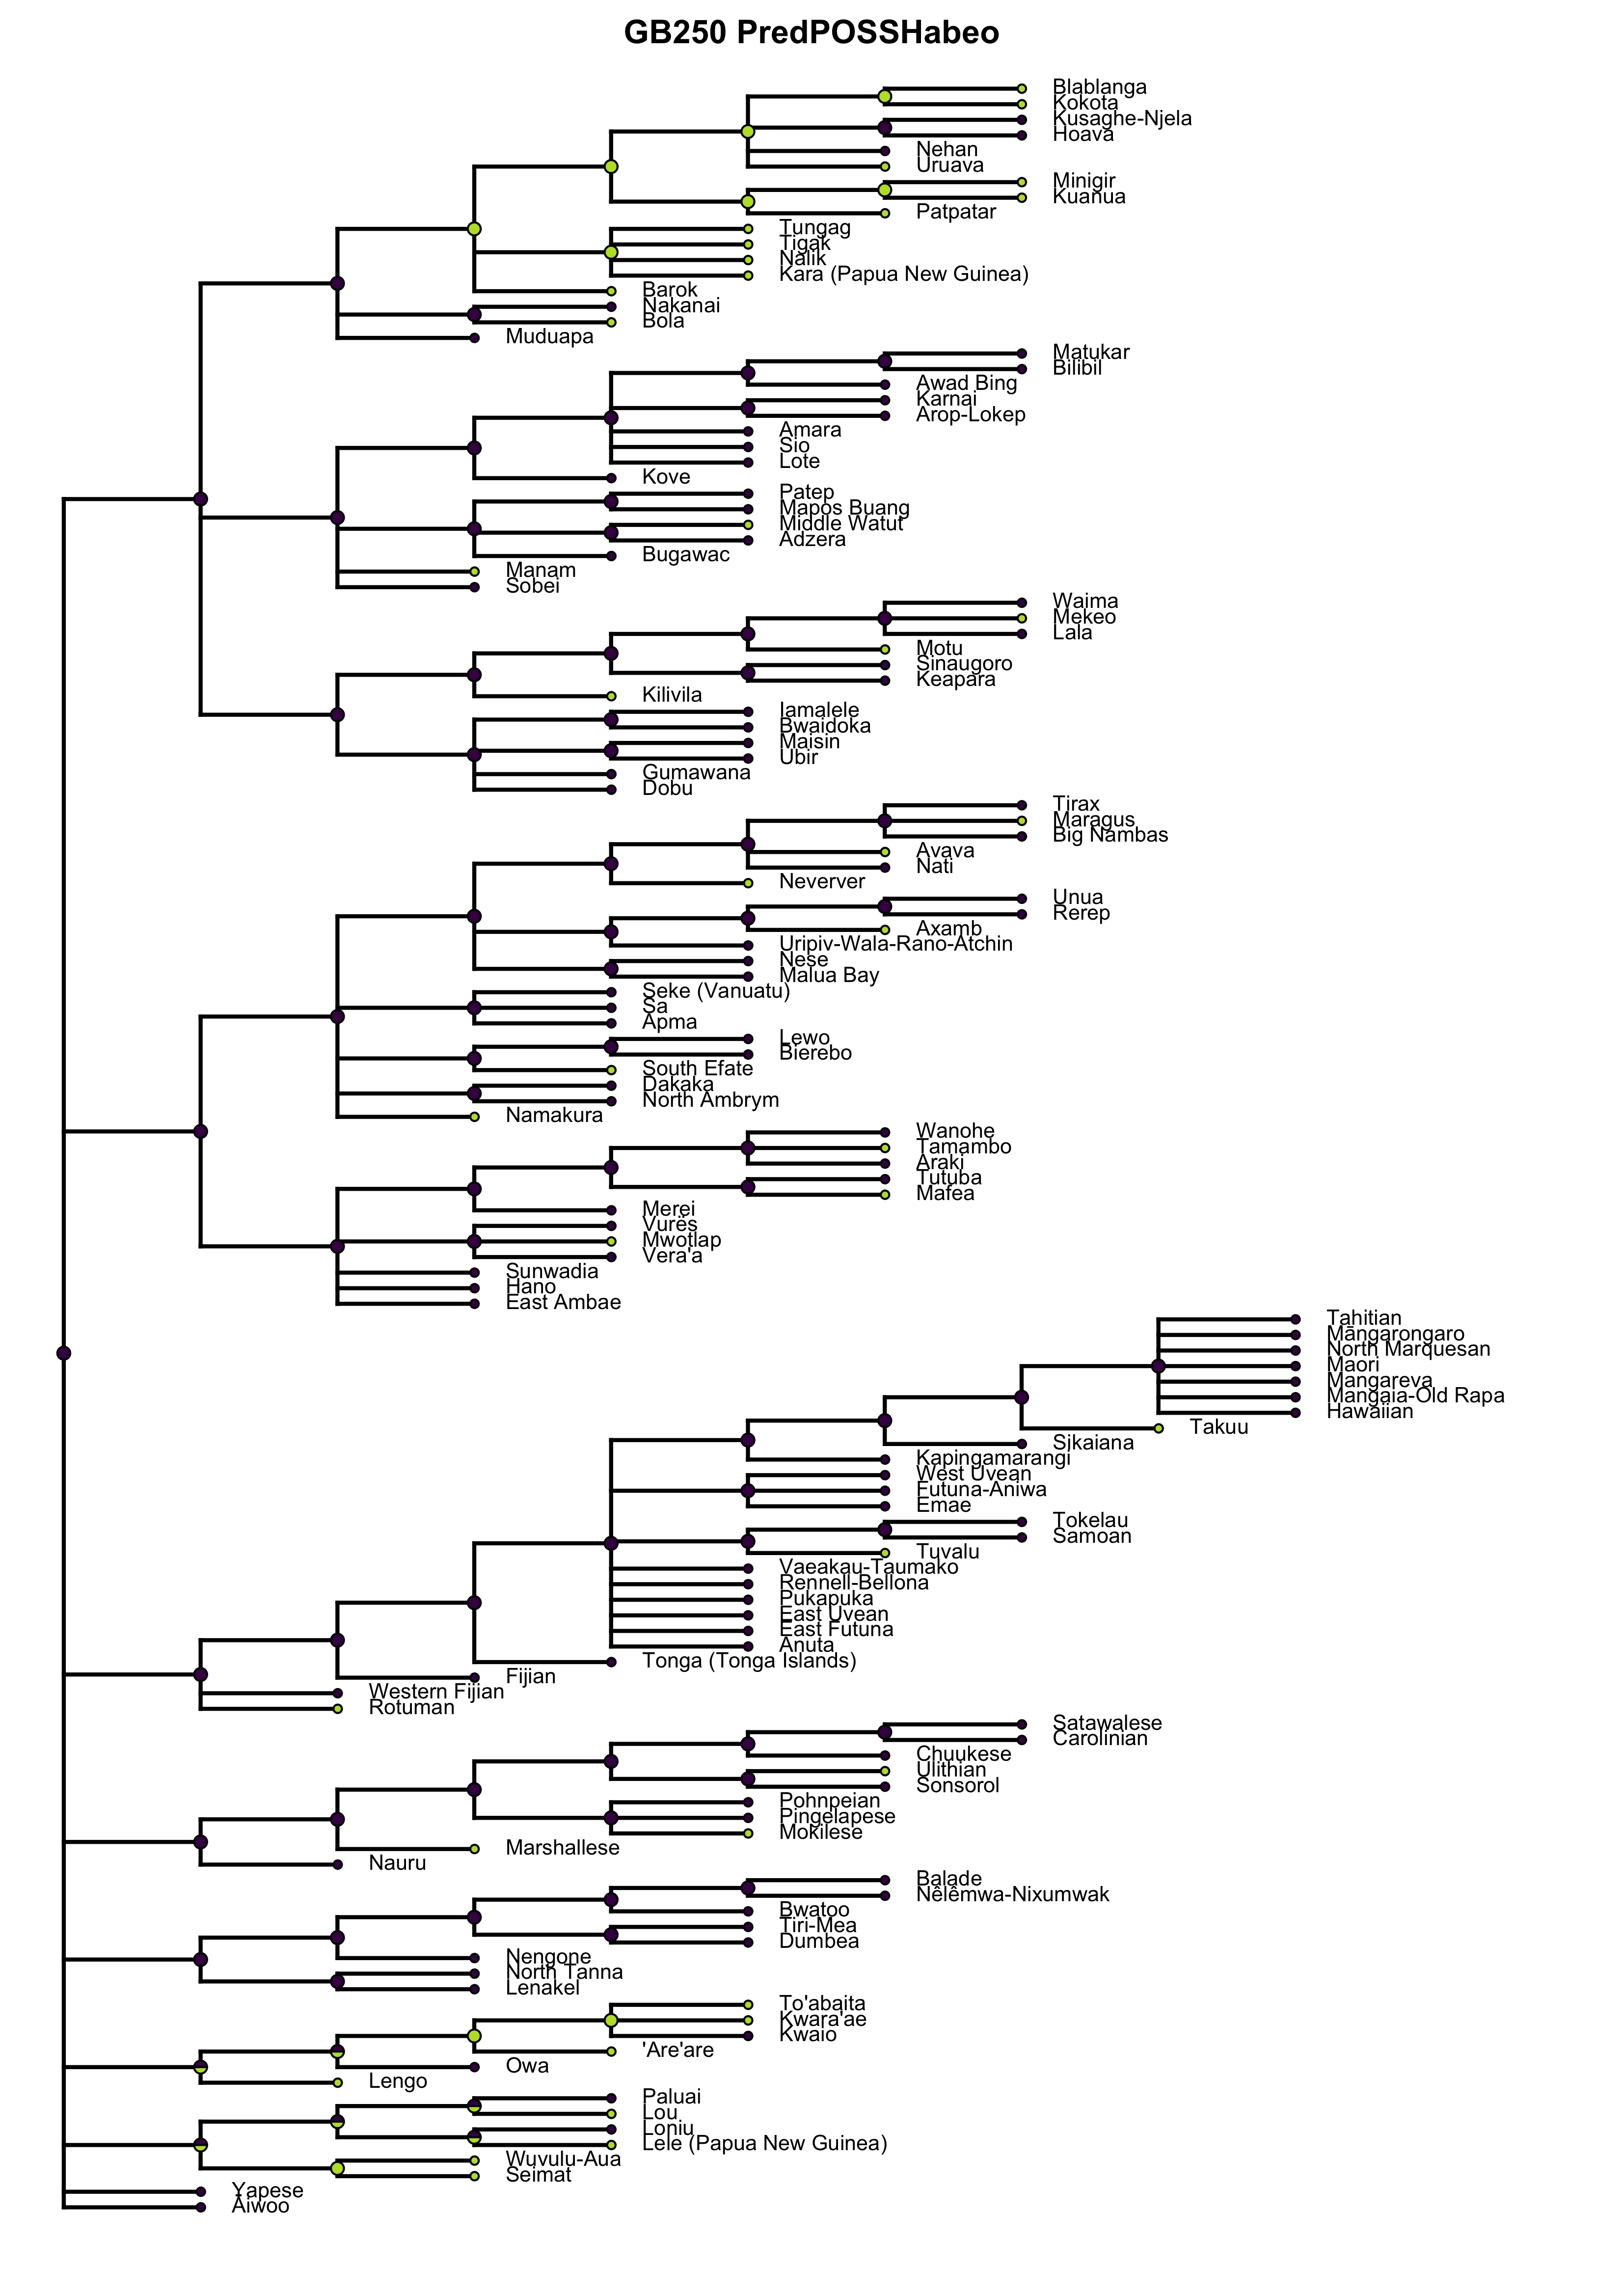 GB250 PredPOSSHabeo
Blablanga
Kokota
Kusaghe-Njela
Hoava
Nehan
Uruava
Minigir
Kuanua
Patpatar
Tungag
Tigak
Nalik
Kara (Papua New Guinea)
Barok
Nakanai
Bola
Muduapa
Matukar
Bilibil
Awad Bing
Karnai
Arop-Lokep
Amara
Sio
Lote
Kove
Patep
Mapos Buang
Middle Watut
Adzera
Bugawac
Manam
Sobei
Waima
Mekeo
Lala
Motu
Sinaugoro
Keapara
Kilivila
Iamalele
Bwaidoka
Maisin
Ubir
Gumawana
Dobu
Tirax
Maragus
Big Nambas
Avava
Nati
Neverver
Unua
Rerep
Axamb
Uripiv-Wala-Rano-Atchin
Nese
Malua Bay
Seke (Vanuatu)
Sa
Apma
Lewo
Bierebo
South Efate
Dakaka
North Ambrym
Namakura
Wanohe
Tamambo
Araki
Tutuba
Mafea
Merei
Vurës
Mwotlap
Vera'a
Sunwadia
Hano
East Ambae
Tahitian
Mangarongaro
North Marquesan
Maori
Mangareva
Mangaia-Old Rapa
Hawaiian
Takuu
Sikaiana
Kapingamarangi
West Uvean
Futuna-Aniwa
Emae
Tokelau
Samoan
Tuvalu
Vaeakau-Taumako
Rennell-Bellona
Pukapuka
East Uvean
East Futuna
Anuta
Tonga (Tonga Islands)
Fijian
Western Fijian
Rotuman
Satawalese
Carolinian
Chuukese
Ulithian
Sonsorol
Pohnpeian
Pingelapese
Mokilese
Marshallese
Nauru
Balade
Nêlêmwa-Nixumwak
Bwatoo
Tiri-Mea
Dumbea
Nengone
North Tanna
Lenakel
To'abaita
Kwara'ae
Kwaio
'Are'are
Owa
Lengo
Paluai
Lou
Loniu
Lele (Papua New Guinea)
Wuvulu-Aua
Seimat
Yapese
Äiwoo